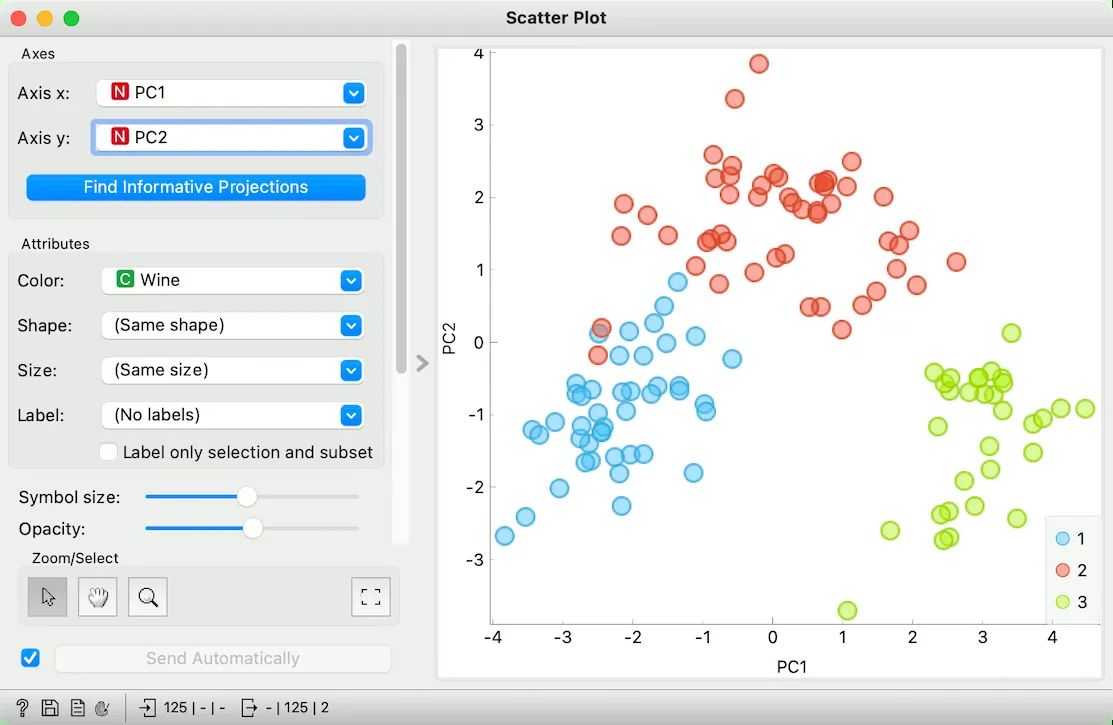 Scatter Plot
Axes
Axis x: N PC1
Axis y: N PC2
Find Informative Projections
Attributes
Color: C Wine
Shape: (Same shape)
Size: (Same size)
Label: (No labels)
Label only selection and subset
Symbol size:
Opacity:
Zoom/Select
Send Automatically
? 125 | - | - - | 125 | 2
4
3
2
1
0
-1
-2
-3
PC2
-4 -3 -2 -1 0 1 2 3 4
PC1
1
2
3